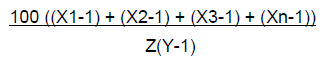 100 ((X1-1) + (X2-1) + (X3-1) + (Xn-1))
Z(Y-1)